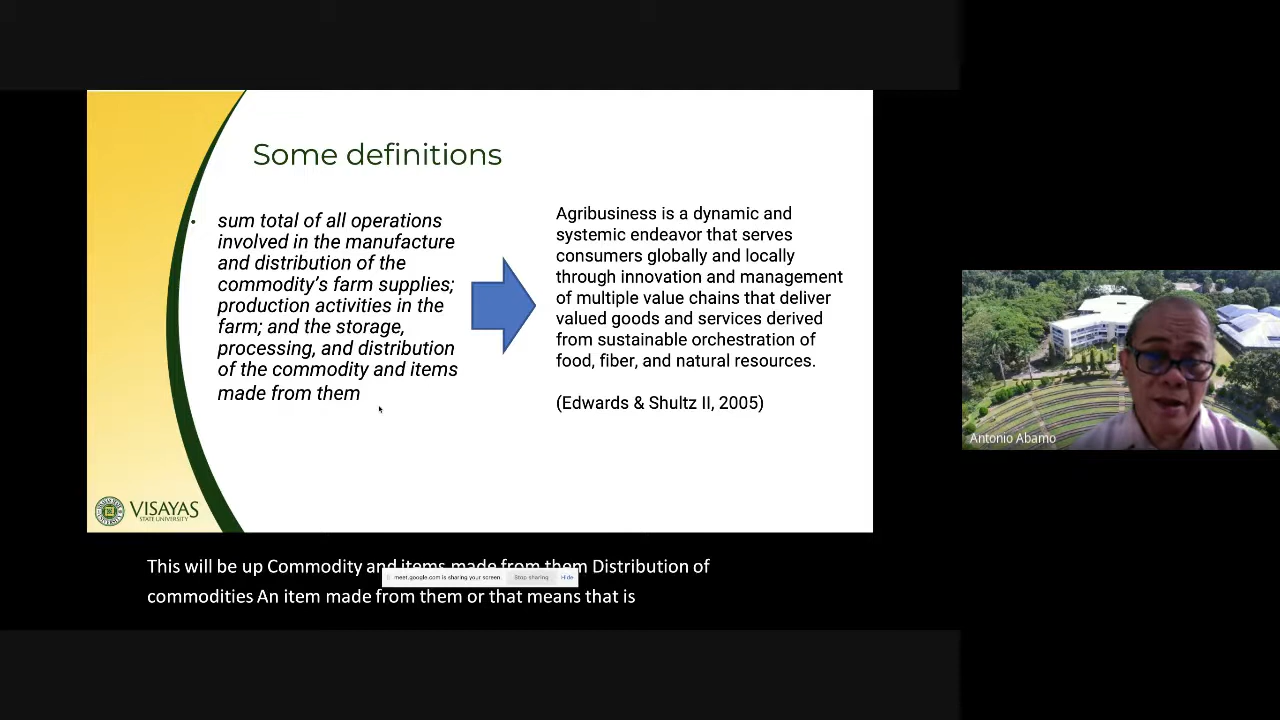 Some definitions
• sum total of all operations
involved in the manufacture
and distribution of the
commodity's farm supplies;
production activities in the
farm; and the storage,
processing, and distribution
of the commodity and items
made from them
Agribusiness is a dynamic and
systemic endeavor that serves
consumers globally and locally
through innovation and management
of multiple value chains that deliver
valued goods and services derived
from sustainable orchestration of
food, fiber, and natural resources.
(Edwards & Shultz II, 2005)
VISAYAS
STATE UNIVERSITY
Antonio Abamo
This will be up Commodity and items made from them Distribution of
meet.google.com is sharing your screen. Stop sharing Hide
commodities An item made from them or that means that is